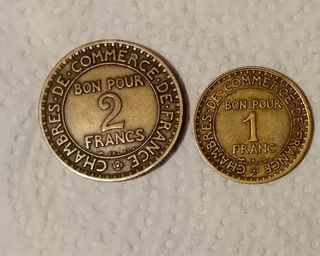 CHAMBRES·DE·COMMERCE·DE·FRANCE
BON POUR
2
FRANCS
CHAMBRES·DE·COMMERCE·DE·FRANCE
BON POUR
1
FRANC